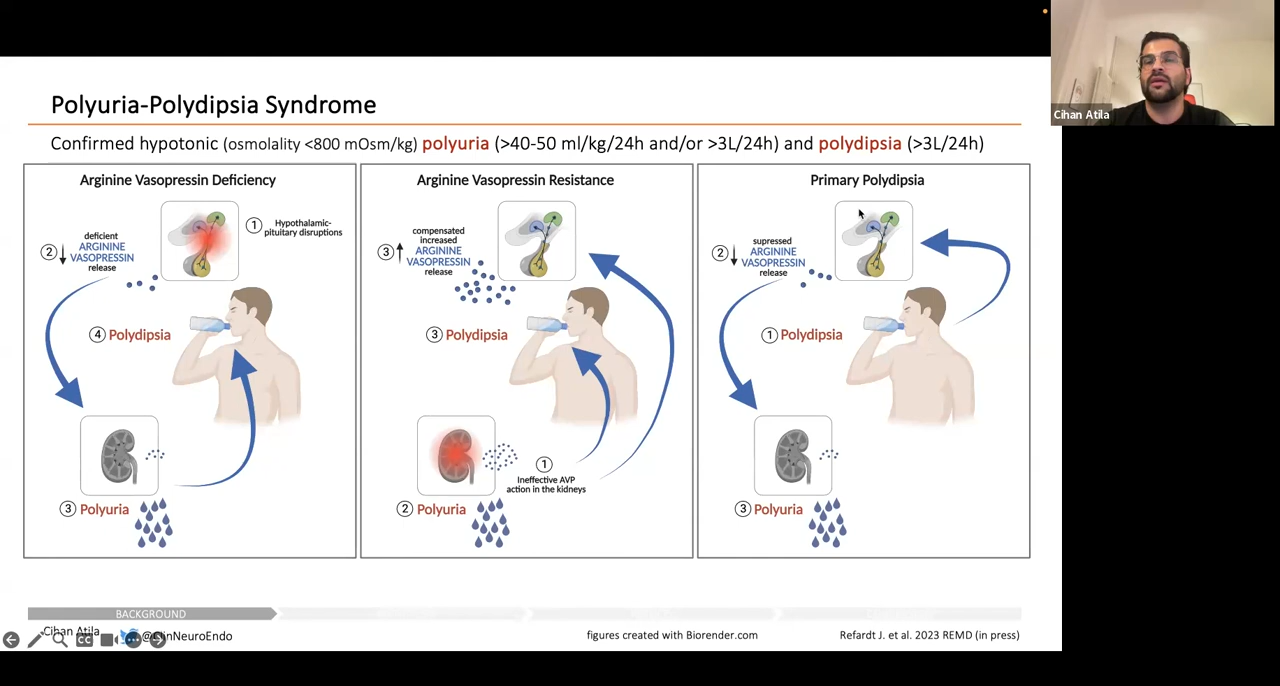 Cihan Atila
Polyuria-Polydipsia Syndrome
Confirmed hypotonic (osmolality <800 mOsm/kg) polyuria (>40-50 ml/kg/24h and/or >3L/24h) and polydipsia (>3L/24h)
Arginine Vasopressin Deficiency
1 Hypothalamic-
pituitary disruptions
2 deficient
ARGININE
VASOPRESSIN
release
4 Polydipsia
3 Polyuria
Arginine Vasopressin Resistance
3 compensated
increased
ARGININE
VASOPRESSIN
release
3 Polydipsia
1
Ineffective AVP
action in the kidneys
2 Polyuria
Primary Polydipsia
2 supressed
ARGININE
VASOPRESSIN
release
1 Polydipsia
3 Polyuria
BACKGROUND
Cihan Atila
@ClinNeuroEndo
CC
figures created with Biorender.com
Refardt J. et al. 2023 REMD (in press)